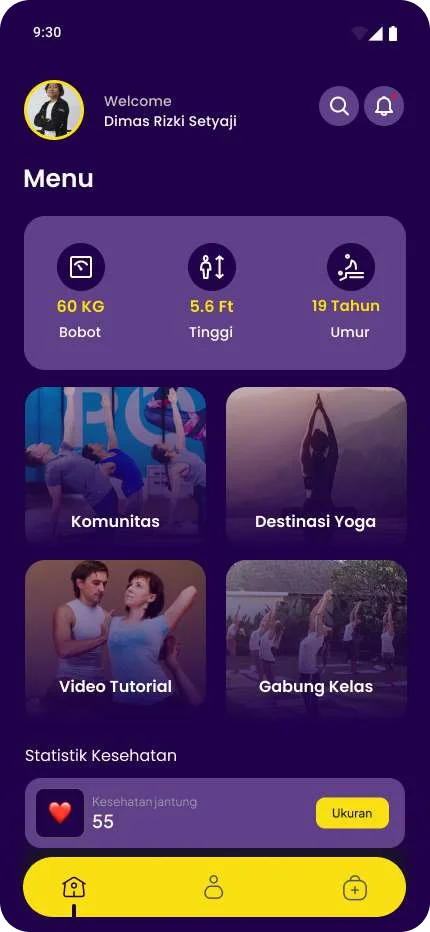 9:30
Welcome
Dimas Rizki Setyaji
Menu
60 KG
5.6 Ft
19 Tahun
Bobot
Tinggi
Umur
Komunitas
Destinasi Yoga
Video Tutorial
Gabung Kelas
Statistik Kesehatan
Kesehatan jantung
55
Ukuran